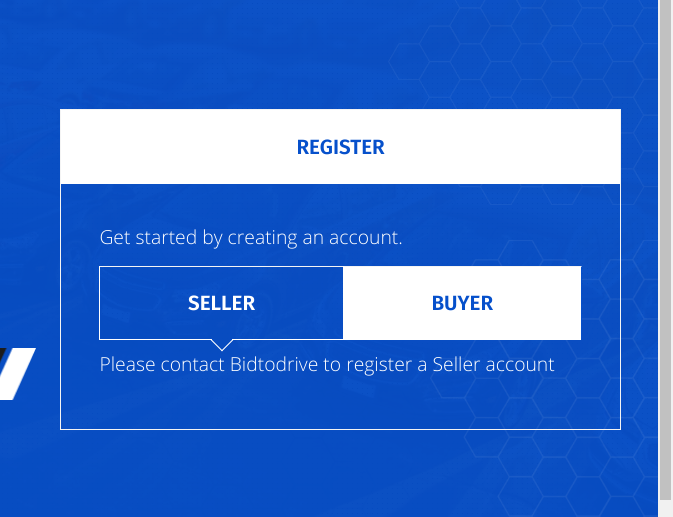 REGISTER
Get started by creating an account.
SELLER BUYER
Please contact Bidtodrive to register a Seller account